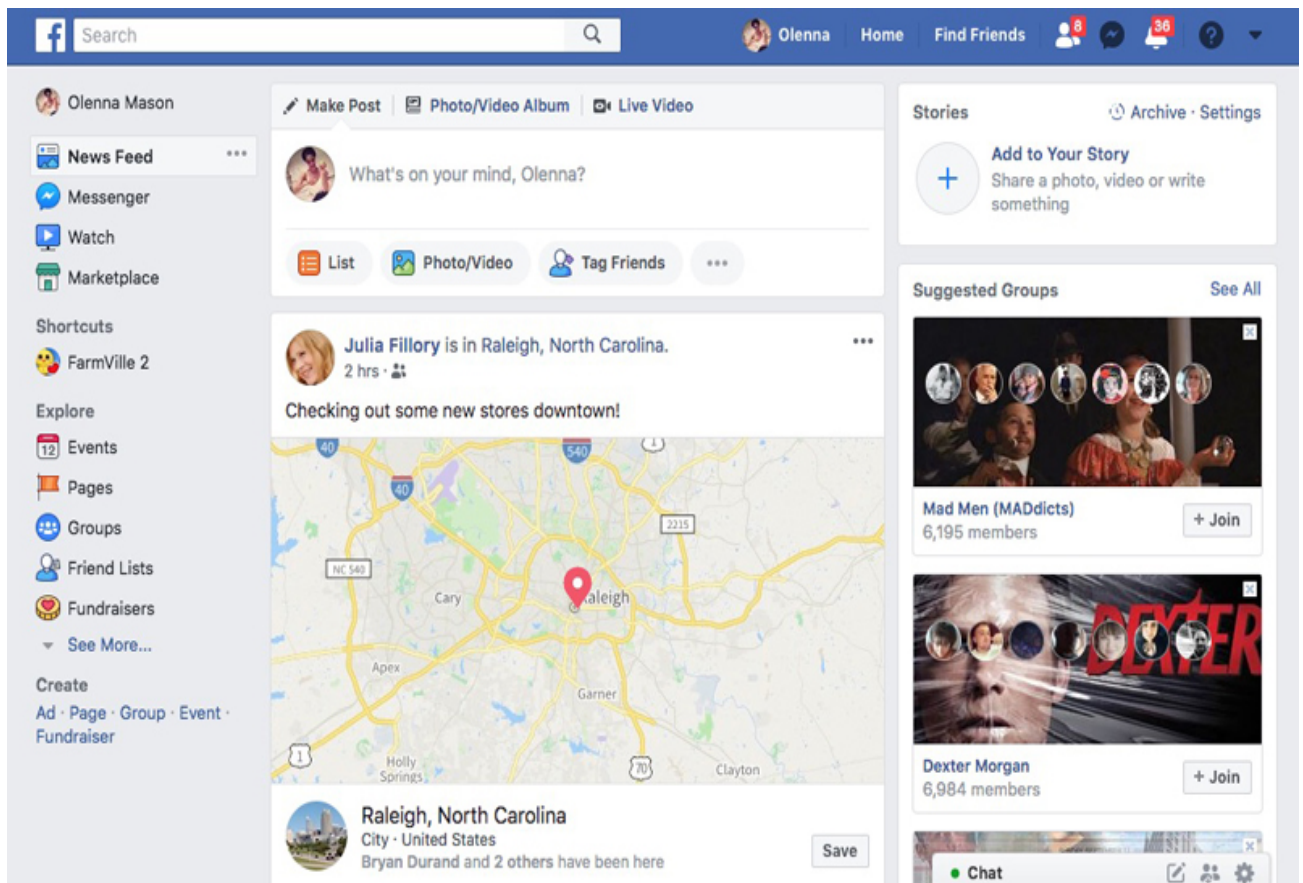 f
Search
Olenna
Home
Find Friends
8
36
?
Olenna Mason
News Feed
Messenger
Watch
Marketplace
Shortcuts
FarmVille 2
Explore
12 Events
Pages
Groups
Friend Lists
Fundraisers
See More...
Create
Ad · Page · Group · Event ·
Fundraiser
Make Post
Photo/Video Album
Live Video
What's on your mind, Olenna?
List
Photo/Video
Tag Friends
Julia Fillory is in Raleigh, North Carolina.
2 hrs ·
Checking out some new stores downtown!
40
540
1
40
2215
NC 540
Cary
Raleigh
Apex
Garner
1
Holly
Springs
70
Clayton
Raleigh, North Carolina
City · United States
Bryan Durand and 2 others have been here
Save
Stories
Archive · Settings
Add to Your Story
Share a photo, video or write
something
Suggested Groups
See All
Mad Men (MADdicts)
6,195 members
+ Join
DEXTER
Dexter Morgan
6,984 members
+ Join
Chat